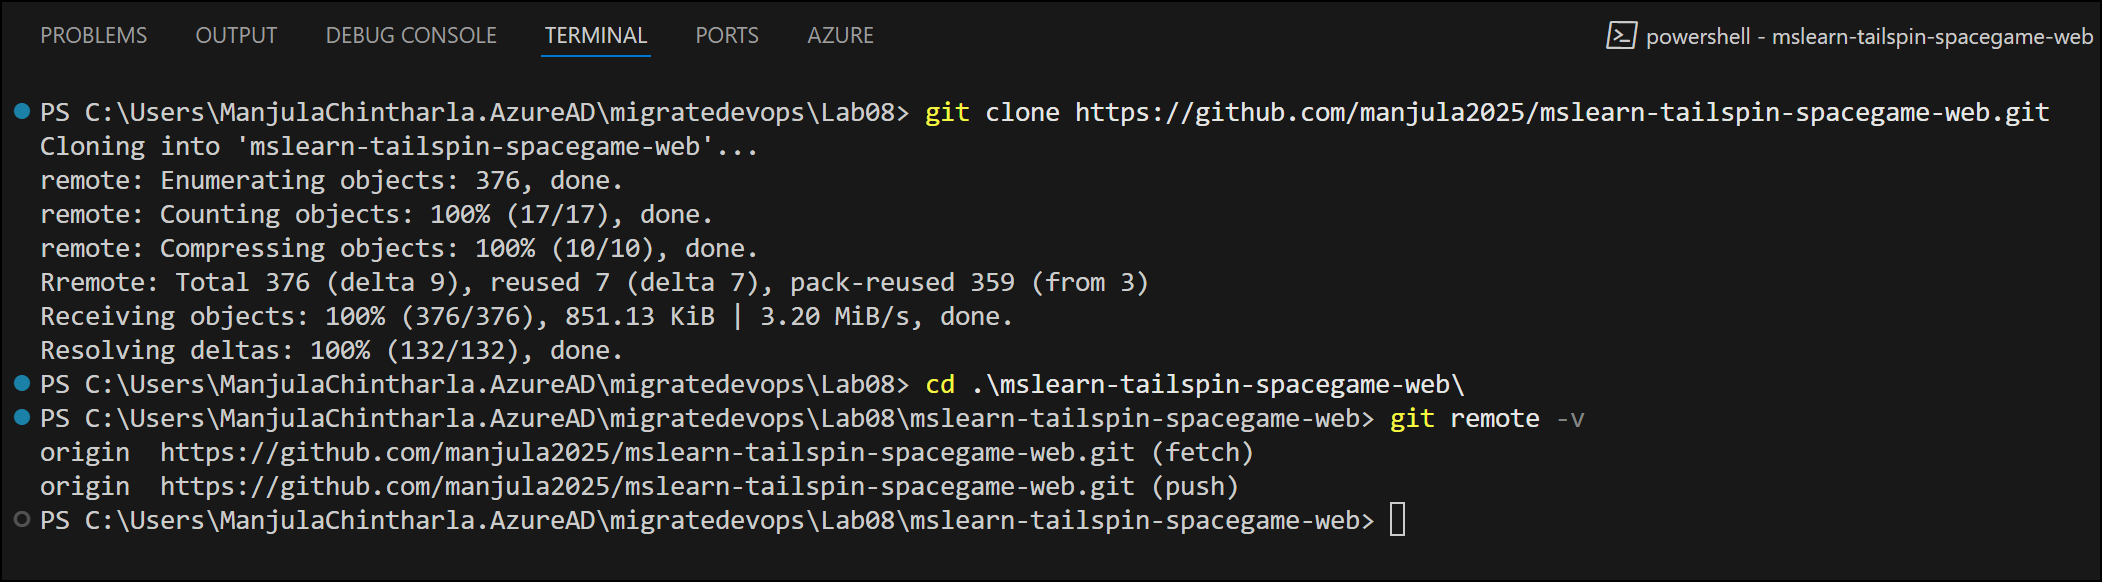 PROBLEMS OUTPUT DEBUG CONSOLE TERMINAL PORTS AZURE powershell - mslearn-tailspin-spacegame-web
PS C:\Users\ManjulaChintharla.AzureAD\migratedevops\Lab08> git clone https://github.com/manjula2025/mslearn-tailspin-spacegame-web.git
Cloning into 'mslearn-tailspin-spacegame-web'...
remote: Enumerating objects: 376, done.
remote: Counting objects: 100% (17/17), done.
remote: Compressing objects: 100% (10/10), done.
Rremote: Total 376 (delta 9), reused 7 (delta 7), pack-reused 359 (from 3)
Receiving objects: 100% (376/376), 851.13 KiB | 3.20 MiB/s, done.
Resolving deltas: 100% (132/132), done.
PS C:\Users\ManjulaChintharla.AzureAD\migratedevops\Lab08> cd .\mslearn-tailspin-spacegame-web\
PS C:\Users\ManjulaChintharla.AzureAD\migratedevops\Lab08\mslearn-tailspin-spacegame-web> git remote -v
origin  https://github.com/manjula2025/mslearn-tailspin-spacegame-web.git (fetch)
origin  https://github.com/manjula2025/mslearn-tailspin-spacegame-web.git (push)
PS C:\Users\ManjulaChintharla.AzureAD\migratedevops\Lab08\mslearn-tailspin-spacegame-web>